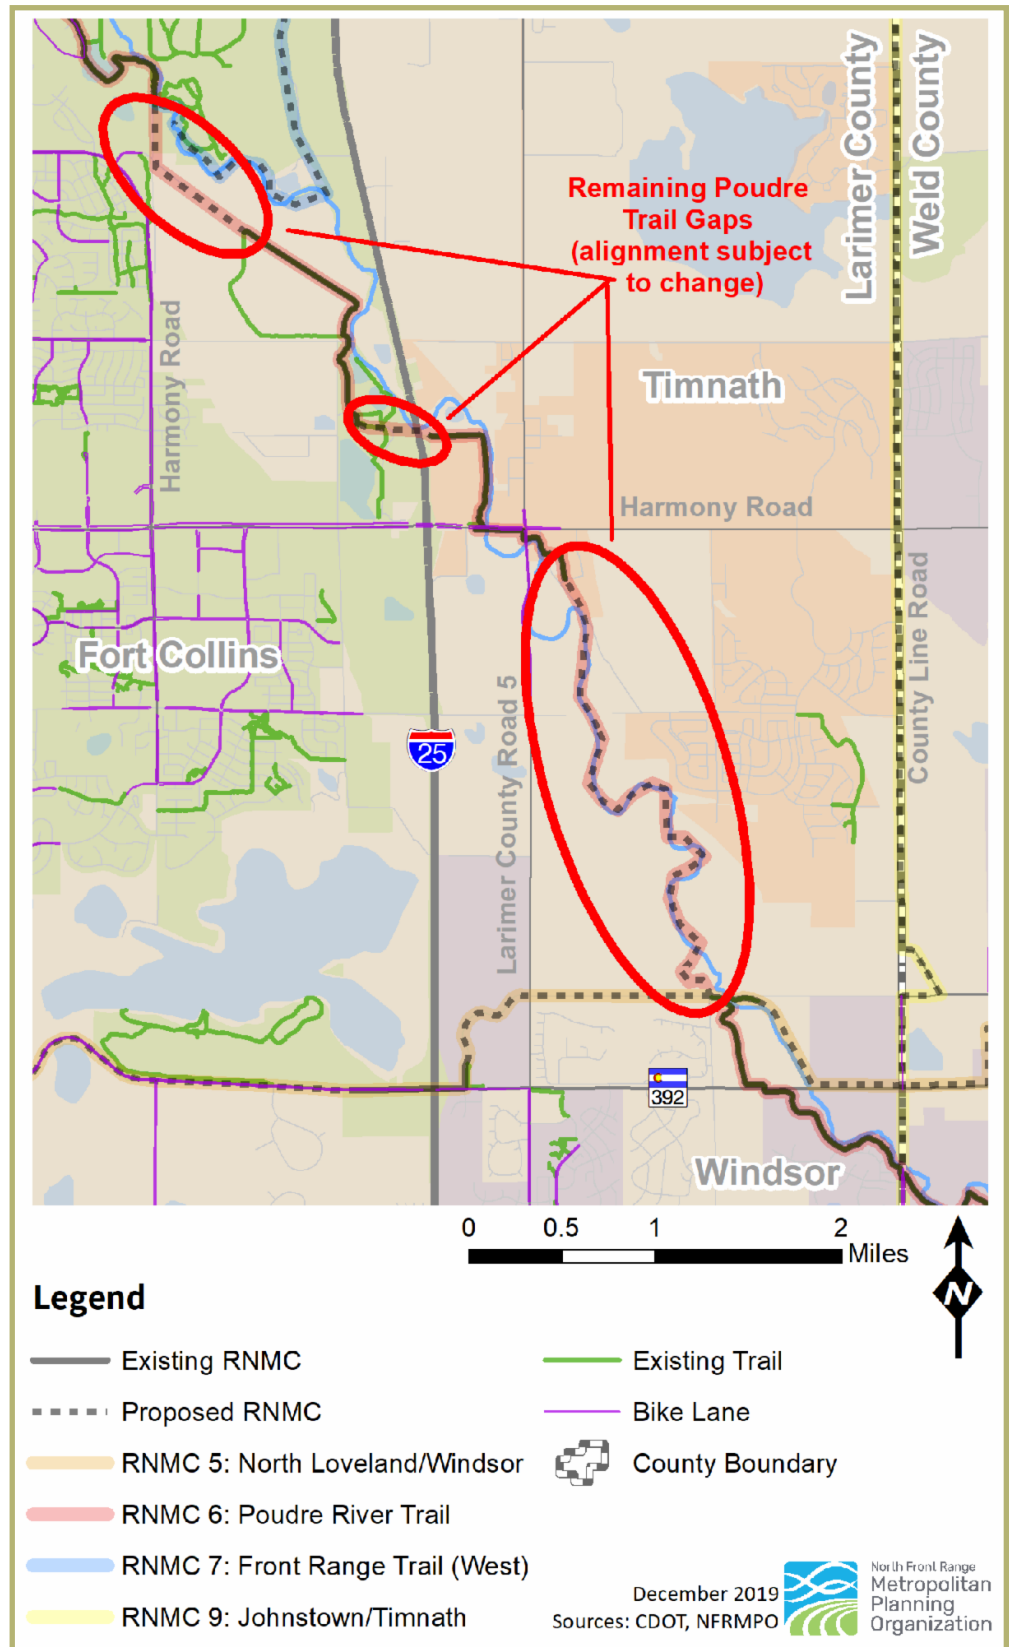 Larimer County
Weld County
Remaining Poudre
Trail Gaps
(alignment subject
to change)
Harmony Road
Timnath
Harmony Road
County Line Road
Fort Collins
Larimer County Road 5
25
392
Windsor
0 0.5 1 2
Miles
N
Legend
Existing RNMC
Existing Trail
Proposed RNMC
Bike Lane
RNMC 5: North Loveland/Windsor
County Boundary
RNMC 6: Poudre River Trail
RNMC 7: Front Range Trail (West)
RNMC 9: Johnstown/Timnath
December 2019
Sources: CDOT, NFRMPO
North Front Range
Metropolitan
Planning
Organization